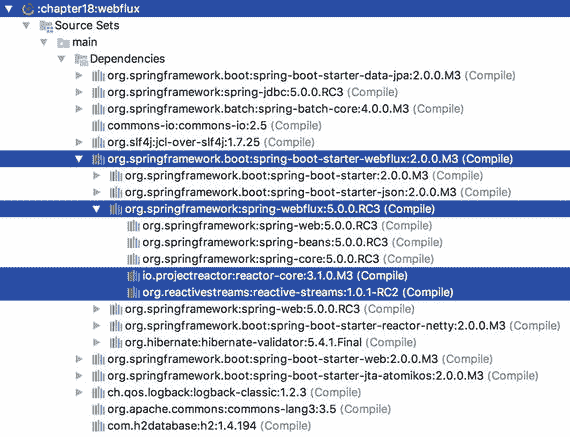 :chapter18:webflux
Source Sets
main
Dependencies
org.springframework.boot:spring-boot-starter-data-jpa:2.0.0.M3 (Compile)
org.springframework:spring-jdbc:5.0.0.RC3 (Compile)
org.springframework.batch:spring-batch-core:4.0.0.M3 (Compile)
commons-io:commons-io:2.5 (Compile)
org.slf4j:jcl-over-slf4j:1.7.25 (Compile)
org.springframework.boot:spring-boot-starter-webflux:2.0.0.M3 (Compile)
org.springframework.boot:spring-boot-starter:2.0.0.M3 (Compile)
org.springframework.boot:spring-boot-starter-json:2.0.0.M3 (Compile)
org.springframework:spring-webflux:5.0.0.RC3 (Compile)
org.springframework:spring-web:5.0.0.RC3 (Compile)
org.springframework:spring-beans:5.0.0.RC3 (Compile)
org.springframework:spring-core:5.0.0.RC3 (Compile)
io.projectreactor:reactor-core:3.1.0.M3 (Compile)
org.reactivestreams:reactive-streams:1.0.1-RC2 (Compile)
org.springframework:spring-web:5.0.0.RC3 (Compile)
org.springframework.boot:spring-boot-starter-reactor-netty:2.0.0.M3 (Compile)
org.hibernate:hibernate-validator:5.4.1.Final (Compile)
org.springframework.boot:spring-boot-starter-web:2.0.0.M3 (Compile)
org.springframework.boot:spring-boot-starter-jta-atomikos:2.0.0.M3 (Compile)
ch.qos.logback:logback-classic:1.2.3 (Compile)
org.apache.commons:commons-lang3:3.5 (Compile)
com.h2database:h2:1.4.194 (Compile)